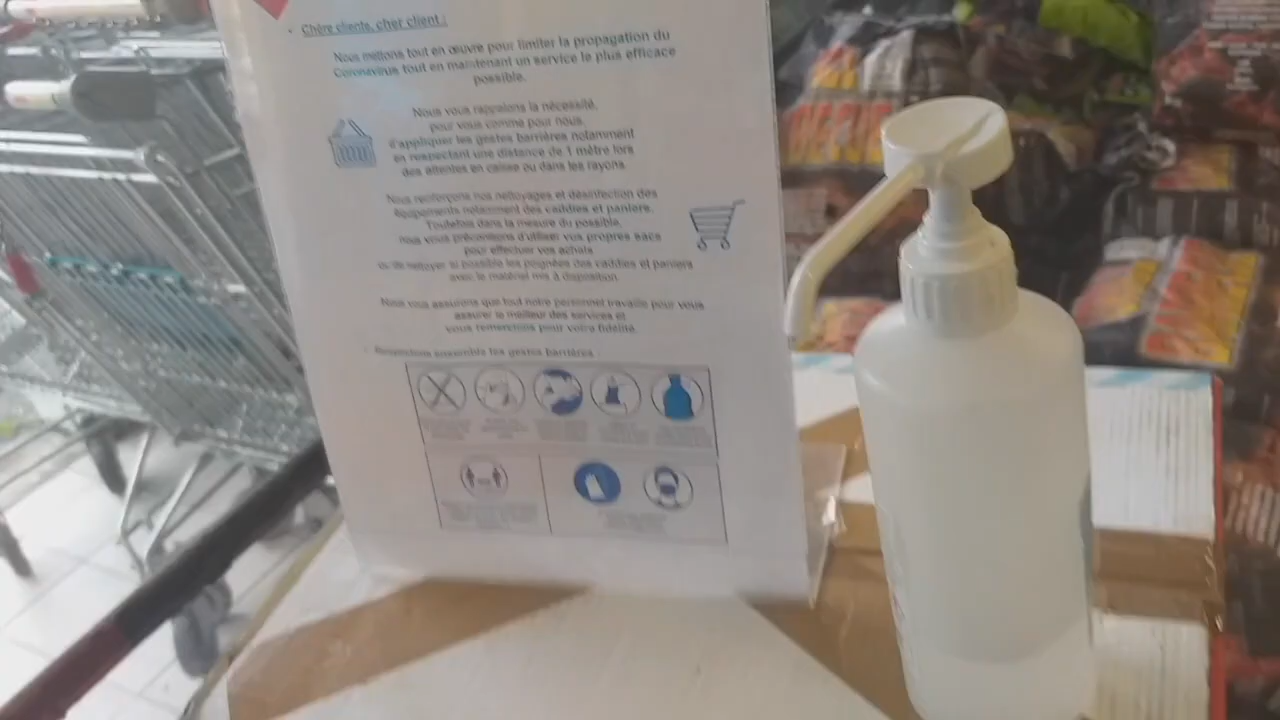 Chère cliente, cher client :
Nous mettons tout en œuvre pour limiter la propagation du
Coronavirus tout en maintenant un service le plus efficace
possible.
Nous vous rappelons la nécessité,
pour vous comme pour nous,
d'appliquer les gestes barrières notamment
en respectant une distance de 1 mètre lors
des attentes en caisse ou dans les rayons.
Nous renforçons nos nettoyages et désinfection des
équipements notamment des caddies et paniers.
Toutefois dans la mesure du possible,
nous vous préconisons d'utiliser vos propres sacs
pour effectuer vos achats
ou de nettoyer si possible les poignées des caddies et paniers
avec le matériel mis à disposition
Nous vous assurons que tout notre personnel travaille pour vous
assurer le meilleur des services et
vous remercions pour votre fidélité.
ensemble les gestes barrières :